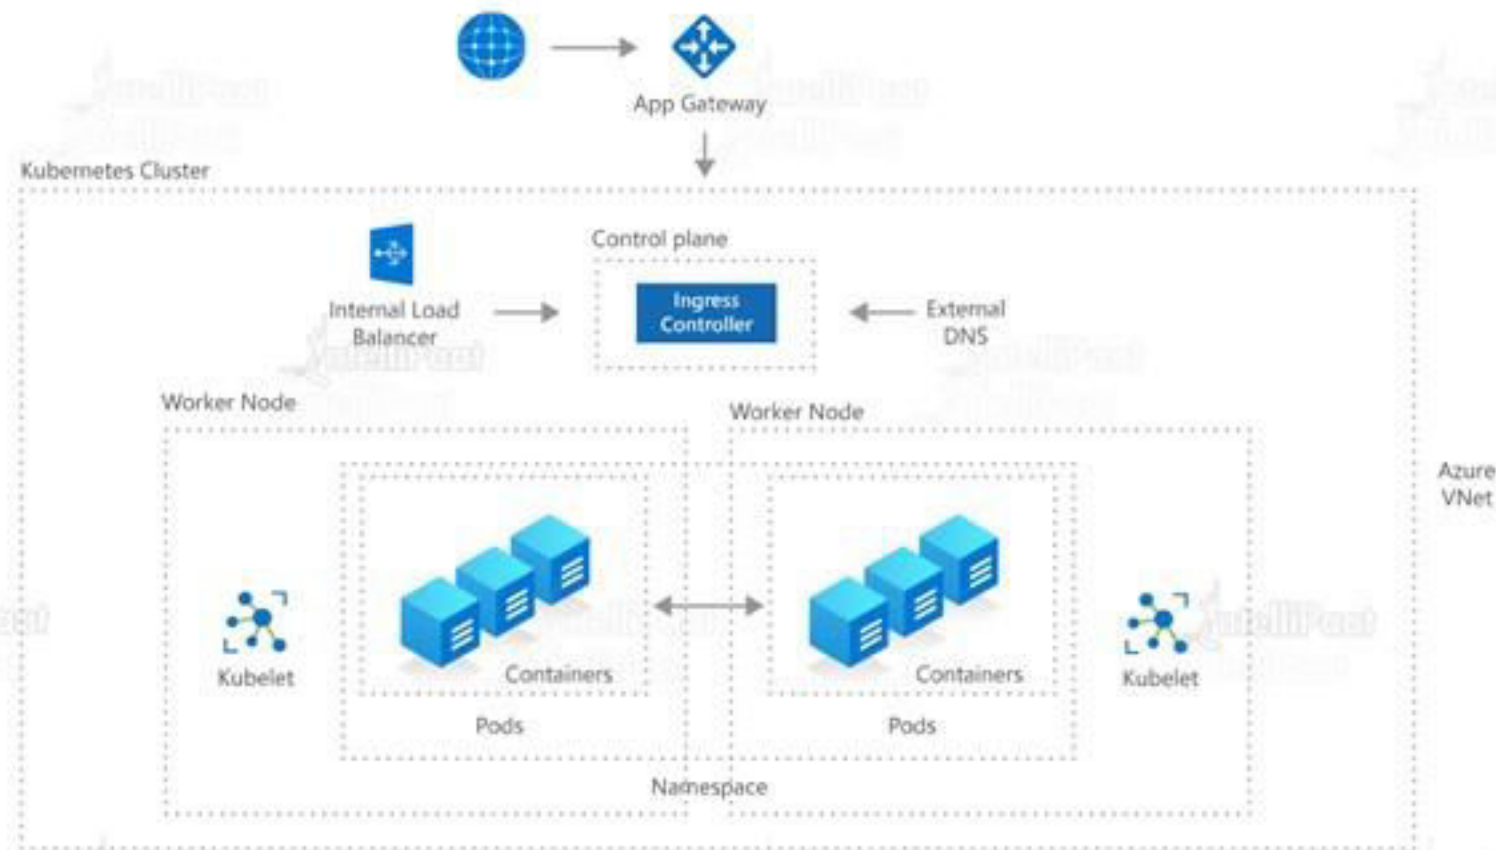 App Gateway
Kubernetes Cluster
Control plane
Internal Load
Balancer
Ingress
Controller
External
DNS
Worker Node
Worker Node
Azure
VNet
Kubelet
Containers
Containers
Kubelet
Pods
Pods
Namespace